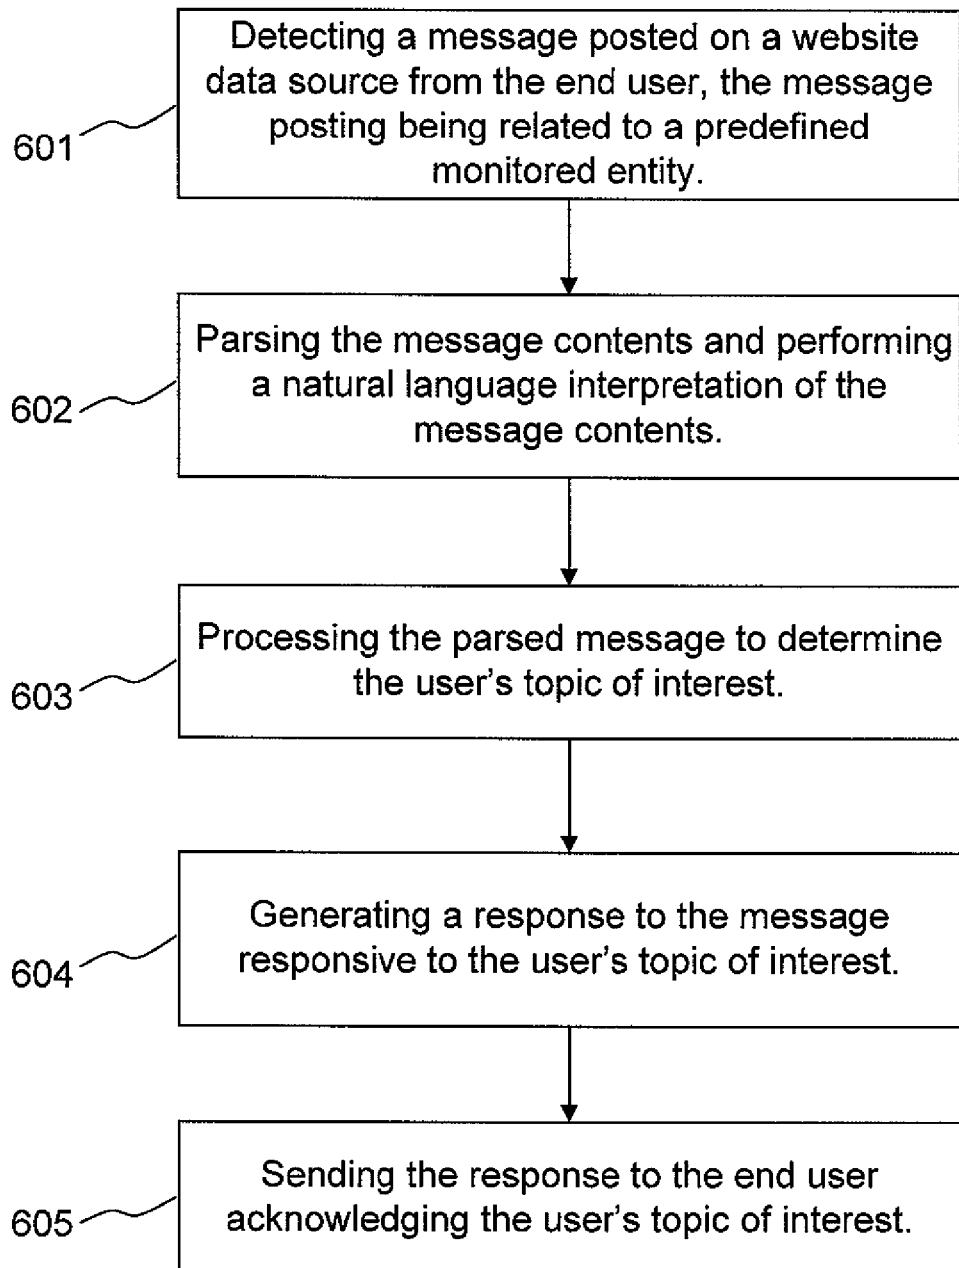 Detecting a message posted on a website
data source from the end user, the message
posting being related to a predefined
monitored entity.
601
Parsing the message contents and performing
a natural language interpretation of the
message contents.
602
Processing the parsed message to determine
the user's topic of interest.
603
Generating a response to the message
responsive to the user's topic of interest.
604
Sending the response to the end user
acknowledging the user's topic of interest.
605